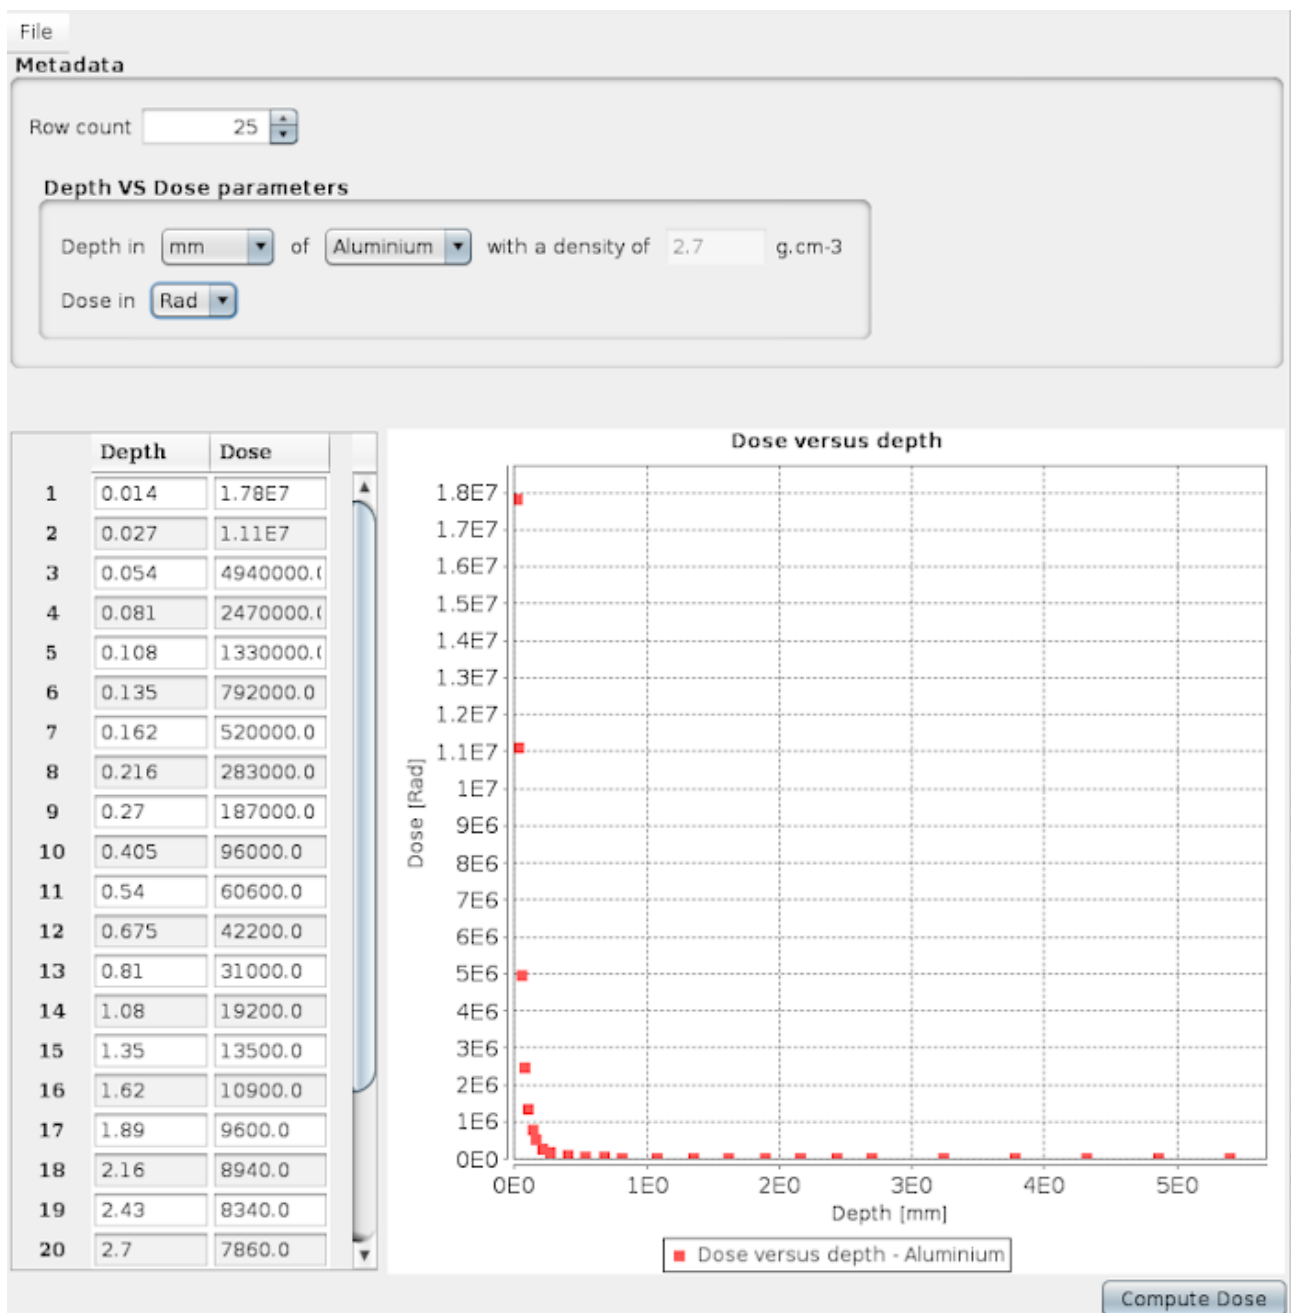 File
Metadata
Row count 25
Depth VS Dose parameters
Depth in mm of Aluminium with a density of 2.7 g.cm-3
Dose in Rad
Depth Dose
1 0.014 1.78E7
2 0.027 1.11E7
3 0.054 4940000.(
4 0.081 2470000.(
5 0.108 1330000.(
6 0.135 792000.0
7 0.162 520000.0
8 0.216 283000.0
9 0.27 187000.0
10 0.405 96000.0
11 0.54 60600.0
12 0.675 42200.0
13 0.81 31000.0
14 1.08 19200.0
15 1.35 13500.0
16 1.62 10900.0
17 1.89 9600.0
18 2.16 8940.0
19 2.43 8340.0
20 2.7 7860.0
Dose versus depth
1.8E7
1.7E7
1.6E7
1.5E7
1.4E7
1.3E7
1.2E7
1.1E7
1E7
9E6
8E6
7E6
6E6
5E6
4E6
3E6
2E6
1E6
0E0
Dose [Rad]
0E0 1E0 2E0 3E0 4E0 5E0
Depth [mm]
Dose versus depth - Aluminium
Compute Dose